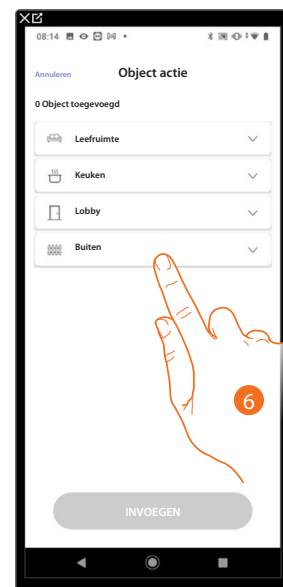 08:14
Annuleren
Object actie
0 Object toegevoegd
Leefruimte
Keuken
Lobby
Buiten
6
INVOEGEN